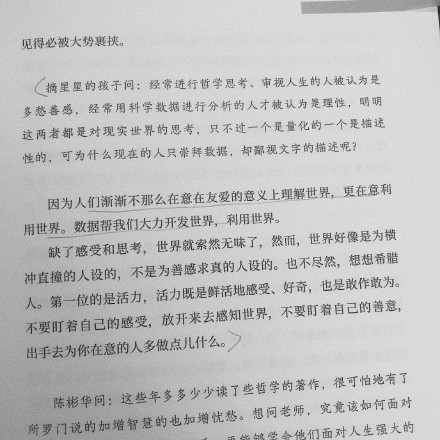 见得必被大势裹挟。
摘星星的孩子问：经常进行哲学思考、审视人生的人被认为是
多愁善感，经常用科学数据进行分析的人才被认为是理性，明明
这两者都是对现实世界的思考，只不过一个是量化的一个是描述
性的，可为什么现在的人只崇拜数据，却鄙视文字的描述呢？
因为人们渐渐不那么在意在友爱的意义上理解世界，更在意利
用世界。数据帮我们大力开发世界，利用世界。
缺了感受和思考，世界就索然无味了，然而，世界好像是为横
冲直撞的人设的，不是为善感求真的人设的。也不尽然，想想希腊
人。第一位的是活力，活力既是鲜活地感受、好奇，也是敢作敢为。
不要盯着自己的感受，放开来去感知世界，不要盯着自己的善意，
出手去为你在意的人多做点儿什么。
陈彬华问：这些年多多少少读了些哲学的著作，很可怕地有了
所罗门说的加增智慧的也加增忧愁。想问老师，究竟该如何面对
能够学会他们面对人生强大的